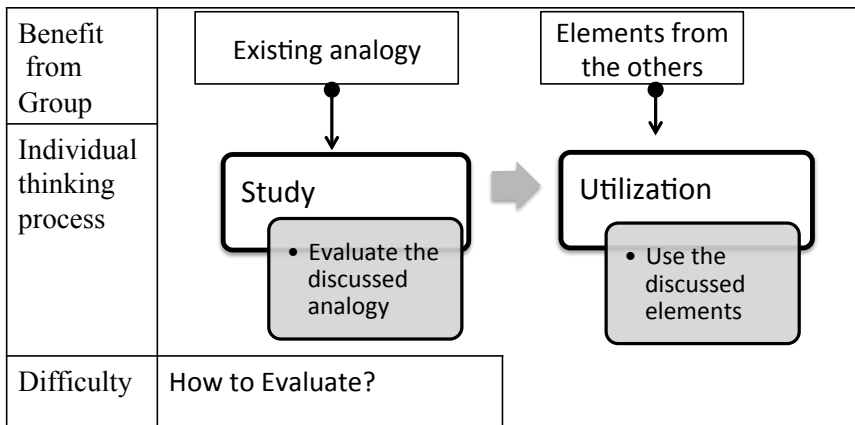 Benefit
from
Group
Existing analogy
Elements from
the others
Individual
thinking
process
Study
• Evaluate the
discussed
analogy
Utilization
• Use the
discussed
elements
Difficulty
How to Evaluate?